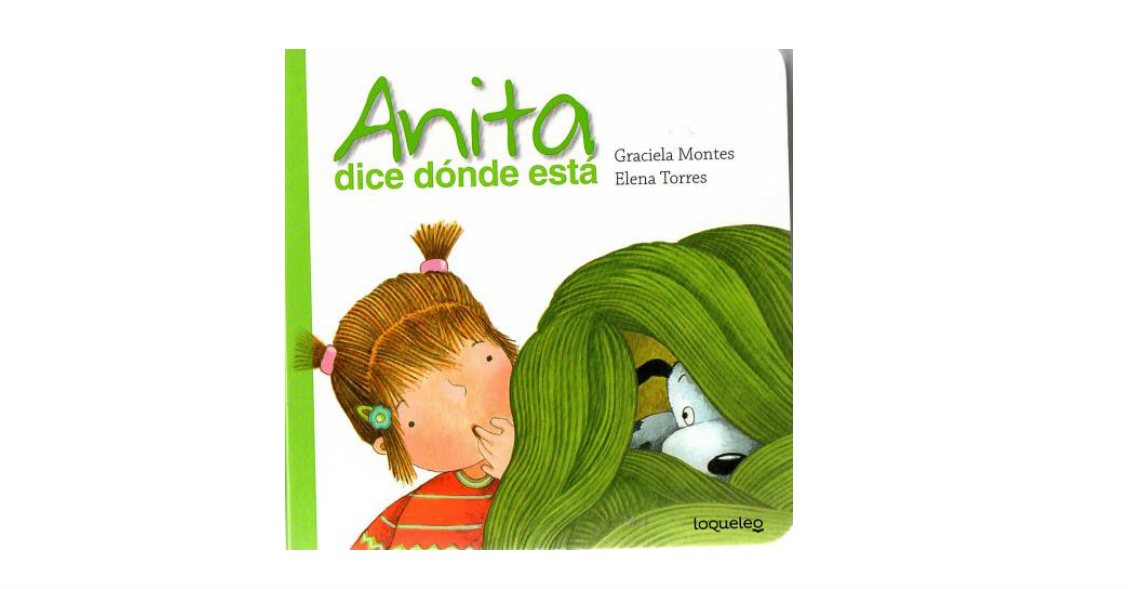 Anita
dice dónde está
Graciela Montes
Elena Torres
loqueleo